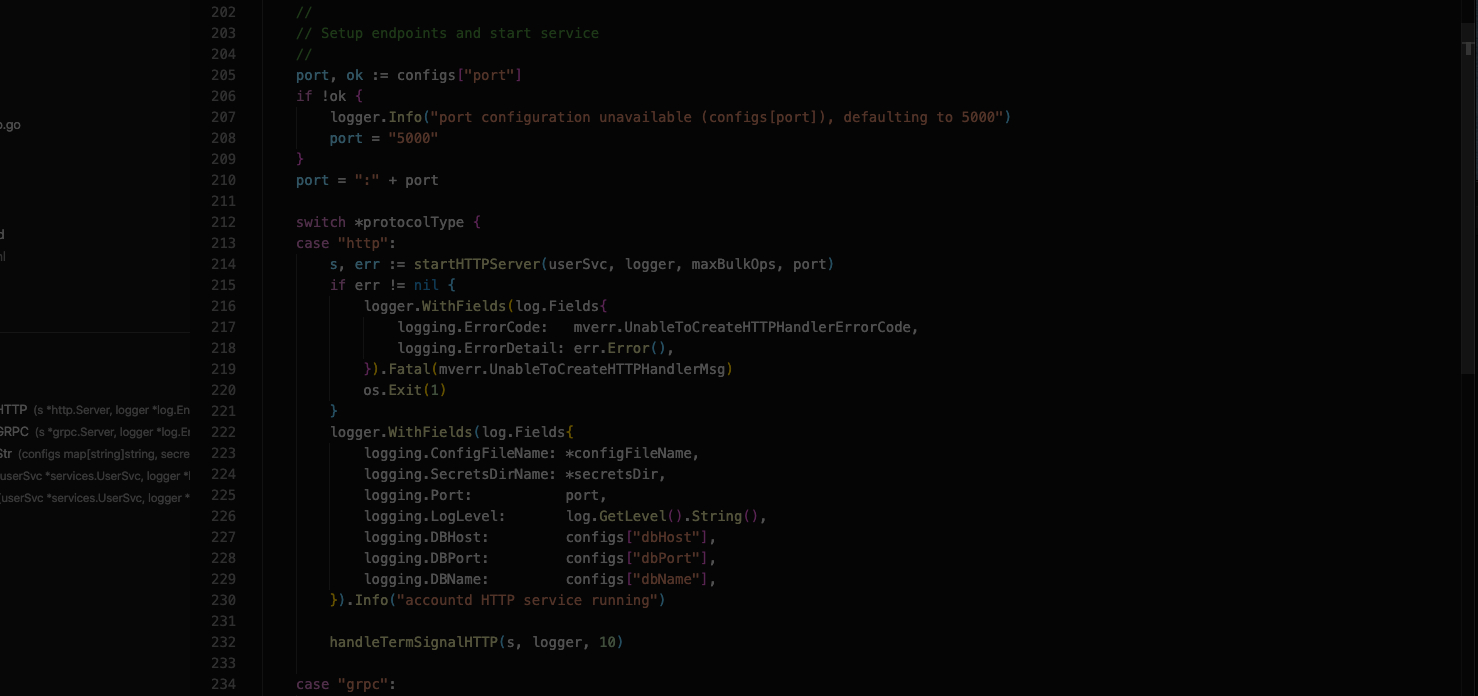 202 //
203 // Setup endpoints and start service
204 //
205 port, ok := configs["port"]
206 if !ok {
207 logger.Info("port configuration unavailable (configs[port]), defaulting to 5000")
208 port = "5000"
209 }
210 port = ":" + port
211
212 switch *protocolType {
213 case "http":
214 s, err := startHTTPServer(userSvc, logger, maxBulkOps, port)
215 if err != nil {
216 logger.WithFields(log.Fields{
217 logging.ErrorCode:   mverr.UnableToCreateHTTPHandlerErrorCode,
218 logging.ErrorDetail: err.Error(),
219 }).Fatal(mverr.UnableToCreateHTTPHandlerMsg)
220 os.Exit(1)
221 }
222 logger.WithFields(log.Fields{
223 logging.ConfigFileName: *configFileName,
224 logging.SecretsDirName: *secretsDir,
225 logging.Port:           port,
226 logging.LogLevel:       log.GetLevel().String(),
227 logging.DBHost:         configs["dbHost"],
228 logging.DBPort:         configs["dbPort"],
229 logging.DBName:         configs["dbName"],
230 }).Info("accountd HTTP service running")
231
232 handleTermSignalHTTP(s, logger, 10)
233
234 case "grpc":
.go
HTTP (s *http.Server, logger *log.En
GRPC (s *grpc.Server, logger *log.Er
Str (configs map[string]string, secre
userSvc *services.UserSvc, logger *l
(userSvc *services.UserSvc, logger *